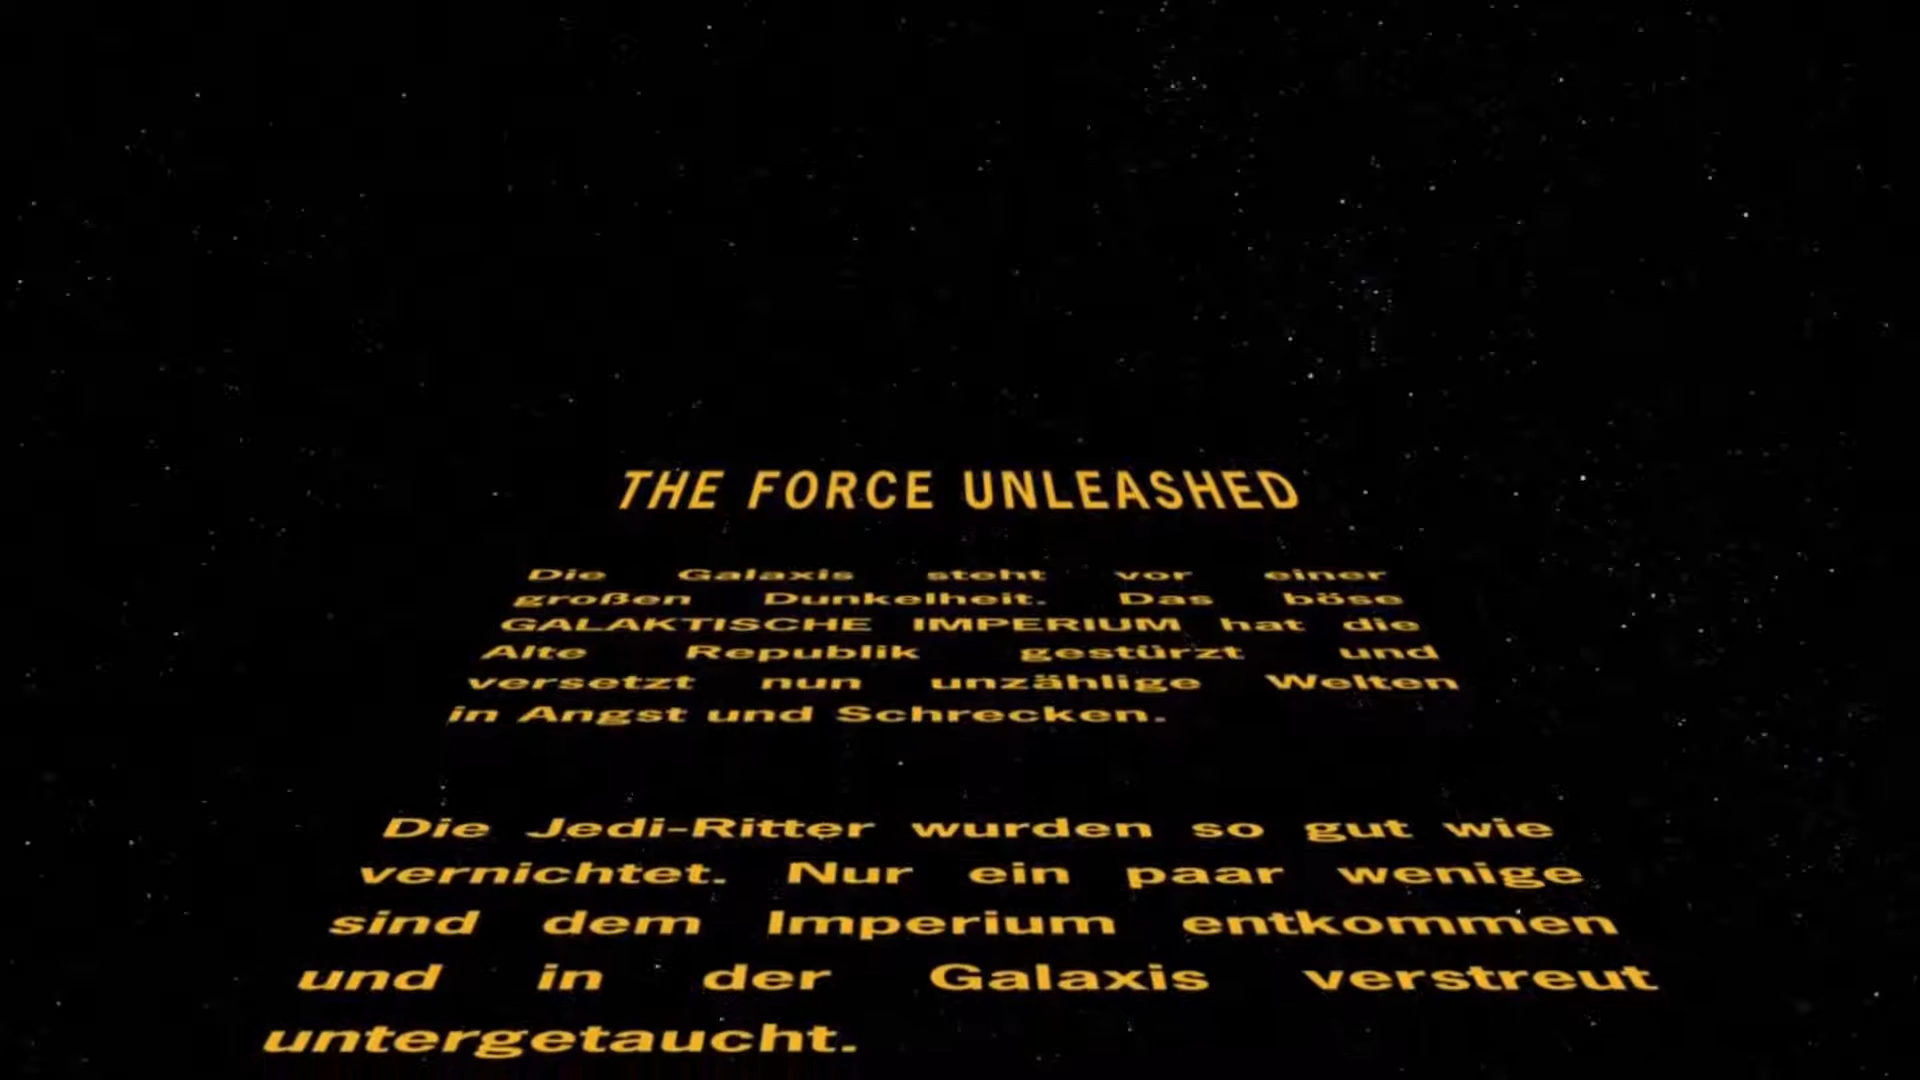 THE FORCE UNLEASHED
Die Galaxis steht vor einer
großen Dunkelheit. Das böse
GALAKTISCHE IMPERIUM hat die
Alte Republik gestürzt und
versetzt nun unzählige Welten
in Angst und Schrecken.
Die Jedi-Ritter wurden so gut wie
vernichtet. Nur ein paar wenige
sind dem Imperium entkommen
und in der Galaxis verstreut
untergetaucht.